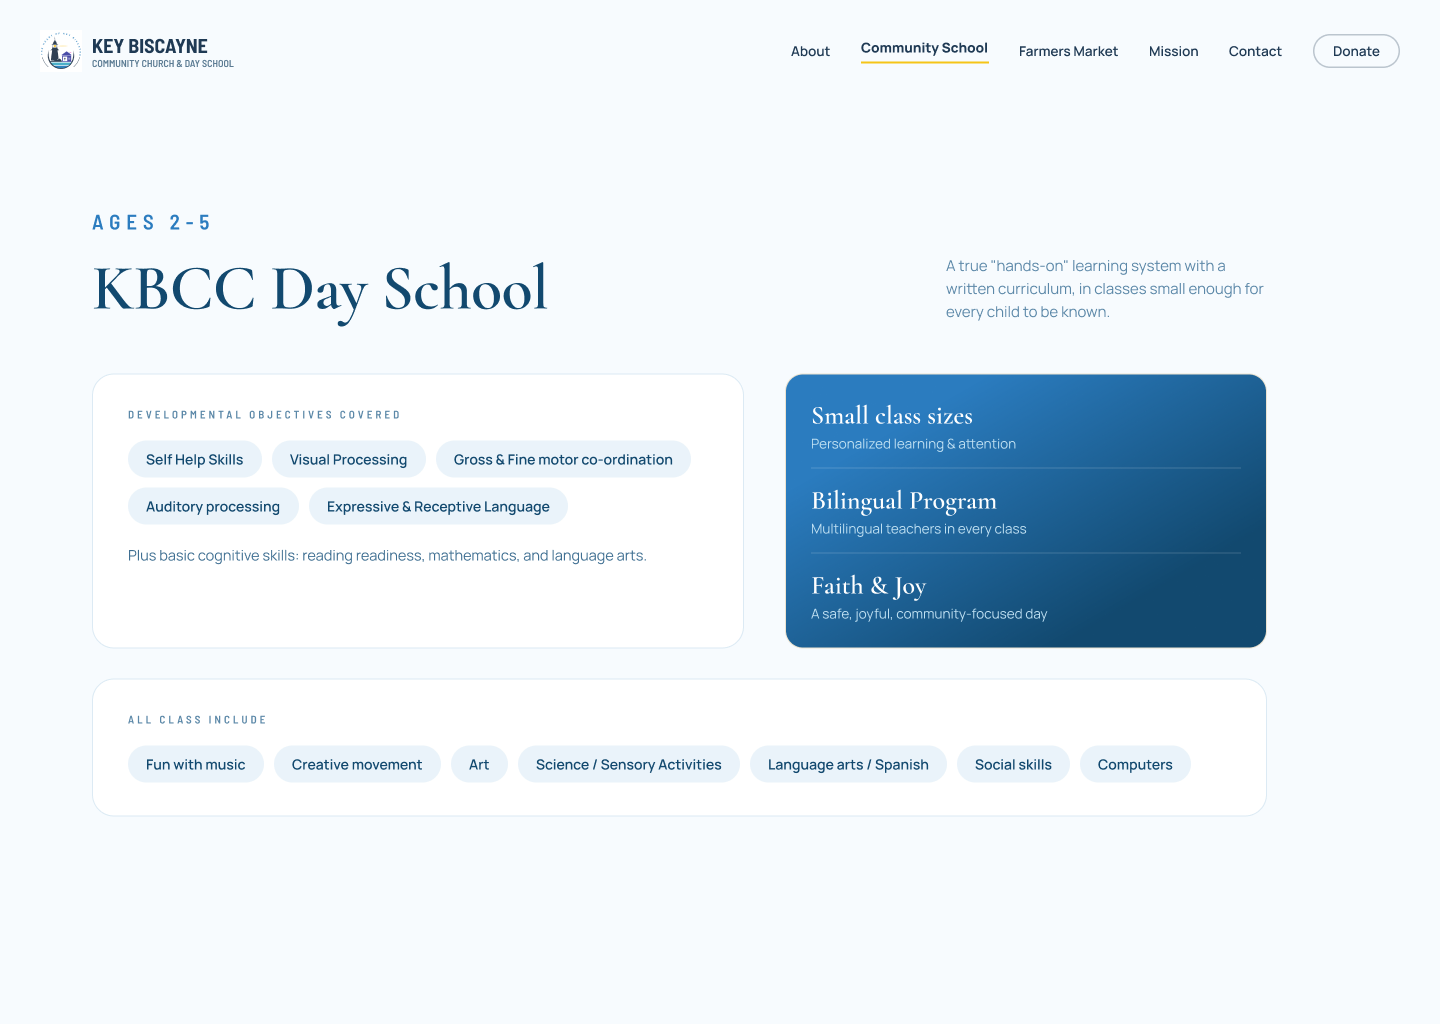 KEY BISCAYNE
COMMUNITY CHURCH & DAY SCHOOL
About
Community School
Farmers Market
Mission
Contact
Donate
AGES 2-5
KBCC Day School
A true "hands-on" learning system with a
written curriculum, in classes small enough for
every child to be known.
DEVELOPMENTAL OBJECTIVES COVERED
Self Help Skills
Visual Processing
Gross & Fine motor co-ordination
Auditory processing
Expressive & Receptive Language
Plus basic cognitive skills: reading readiness, mathematics, and language arts.
Small class sizes
Personalized learning & attention
Bilingual Program
Multilingual teachers in every class
Faith & Joy
A safe, joyful, community-focused day
ALL CLASS INCLUDE
Fun with music
Creative movement
Art
Science / Sensory Activities
Language arts / Spanish
Social skills
Computers